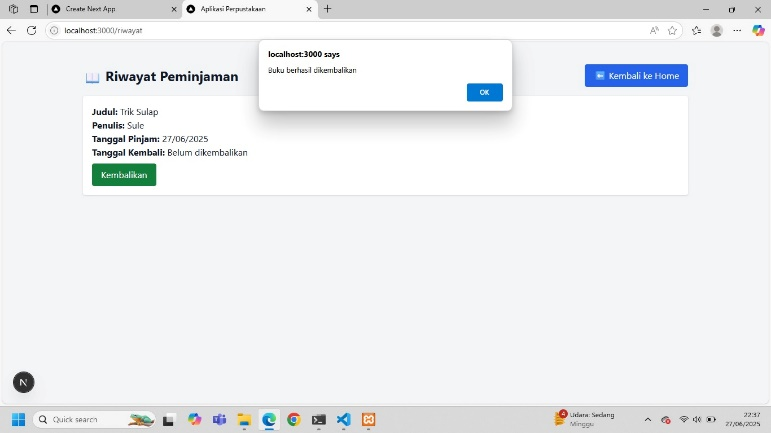 Create Next App
Aplikasi Perpustakaan
localhost:3000/riwayat
localhost:3000 says
Buku berhasil dikembalikan
OK
Riwayat Peminjaman
Kembali ke Home
Judul: Trik Sulap
Penulis: Sule
Tanggal Pinjam: 27/06/2025
Tanggal Kembali: Belum dikembalikan
Kembalikan
N
Quick search
4
Udara: Sedang
Minggu
22:37
27/06/2025